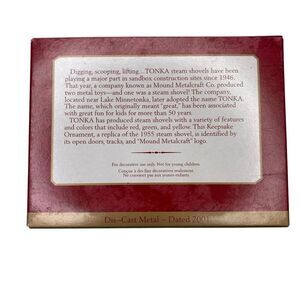 Digging, scooping, lifting... TONKA steam shovels have been
playing a major part in sandbox construction sites since 1946.
That year, a company known as Mound Metalcraft Co. produced
two metal toys—and one was a steam shovel! The company,
located near Lake Minnetonka, later adopted the name TONKA.
The name, which originally meant "great," has been associated
with great fun for kids for more than 50 years.
TONKA has produced steam shovels with a variety of features
and colors that include red, green, and yellow. This Keepsake
Ornament, a replica of the 1955 steam shovel, is identified by
its open doors, tracks, and "Mound Metalcraft" logo.
For decorative use only. Not for young children.
Conçu à des fins décoratives seulement.
Ne convient pas aux jeunes enfants.
Die-Cast Metal – Dated 2001